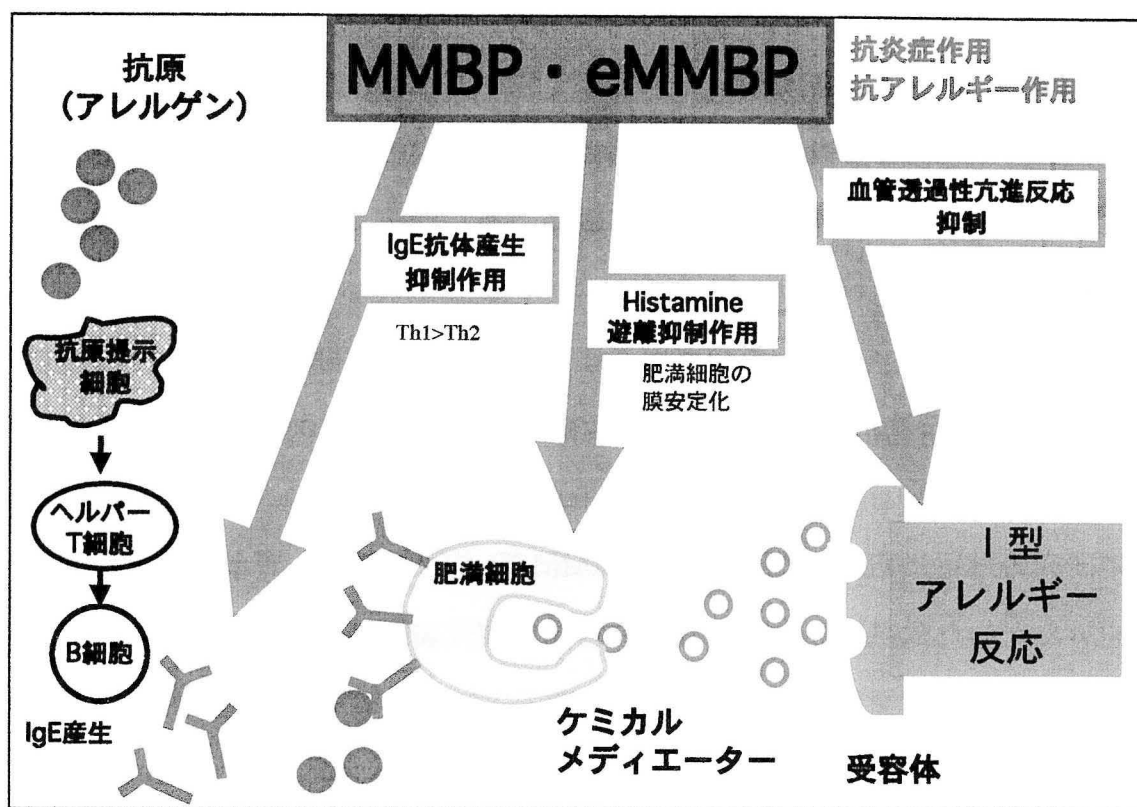 MMBP・eMMBP
抗炎症作用
抗アレルギー作用
抗原
(アレルゲン)
血管透過性亢進反応
抑制
IgE抗体産生
抑制作用
Th1>Th2
Histamine
遊離抑制作用
肥満細胞の
膜安定化
抗原提示
細胞
ヘルパー
T細胞
B細胞
IgE産生
肥満細胞
ケミカル
メディエーター
受容体
I型
アレルギー
反応